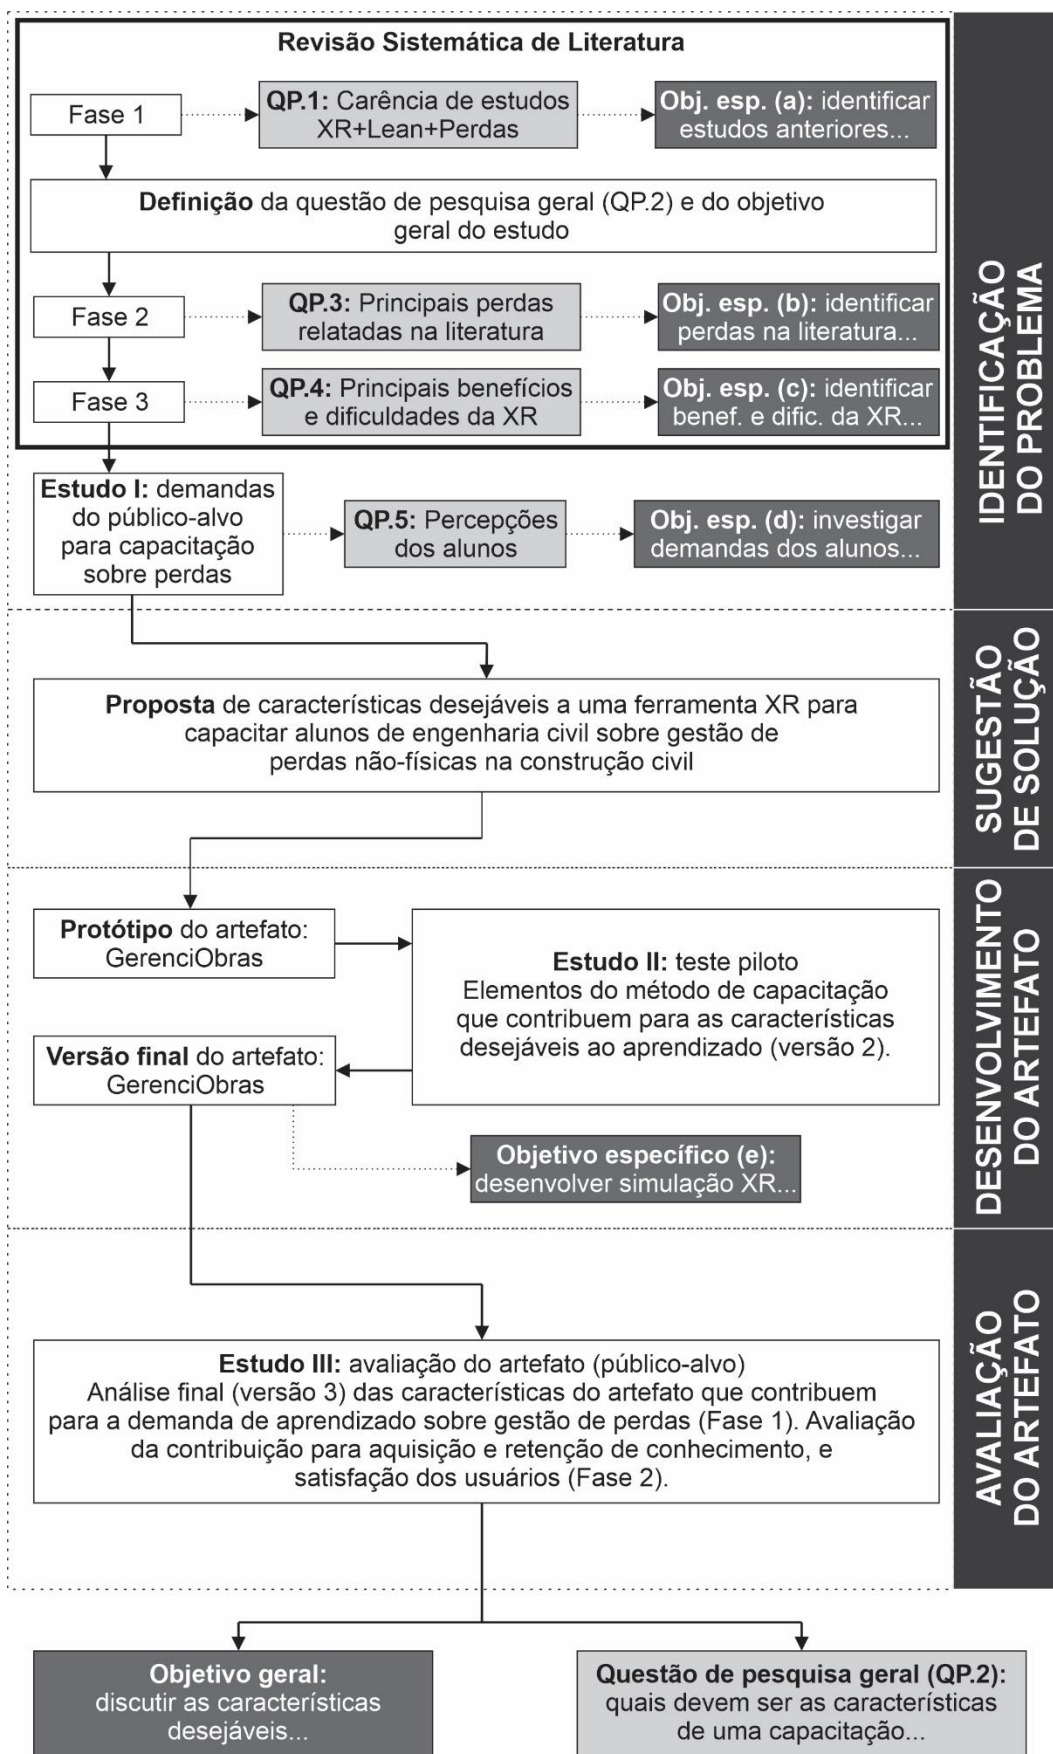 Revisão Sistemática de Literatura
Fase 1
QP.1: Carência de estudos
XR+Lean+Perdas
Obj. esp. (a): identificar
estudos anteriores...
Definição da questão de pesquisa geral (QP.2) e do objetivo
geral do estudo
Fase 2
QP.3: Principais perdas
relatadas na literatura
Obj. esp. (b): identificar
perdas na literatura...
Fase 3
QP.4: Principais benefícios
e dificuldades da XR
Obj. esp. (c): identificar
benef. e dific. da XR...
Estudo I: demandas
do público-alvo
para capacitação
sobre perdas
QP.5: Percepções
dos alunos
Obj. esp. (d): investigar
demandas dos alunos...
IDENTIFICAÇÃO
DO PROBLEMA
Proposta de características desejáveis a uma ferramenta XR para
capacitar alunos de engenharia civil sobre gestão de
perdas não-físicas na construção civil
SUGESTÃO
DE SOLUÇÃO
Protótipo do artefato:
GerenciObras
Estudo II: teste piloto
Elementos do método de capacitação
que contribuem para as características
desejáveis ao aprendizado (versão 2).
Versão final do artefato:
GerenciObras
Objetivo específico (e):
desenvolver simulação XR...
DESENVOLVIMENTO
DO ARTEFATO
Estudo III: avaliação do artefato (público-alvo)
Análise final (versão 3) das características do artefato que contribuem
para a demanda de aprendizado sobre gestão de perdas (Fase 1). Avaliação
da contribuição para aquisição e retenção de conhecimento, e
satisfação dos usuários (Fase 2).
AVALIAÇÃO
DO ARTEFATO
Objetivo geral:
discutir as características
desejáveis...
Questão de pesquisa geral (QP.2):
quais devem ser as características
de uma capacitação...